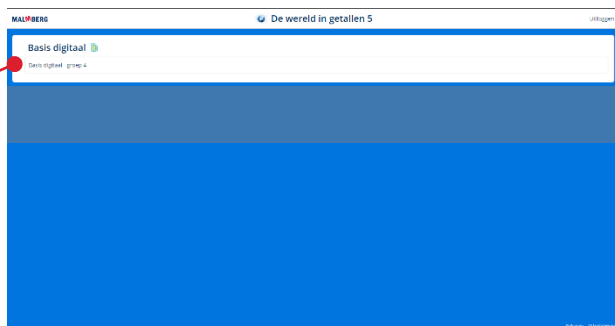 MALMBERG
De wereld in getallen 5
Uitloggen
Basis digitaal
Basis digitaal groep 4